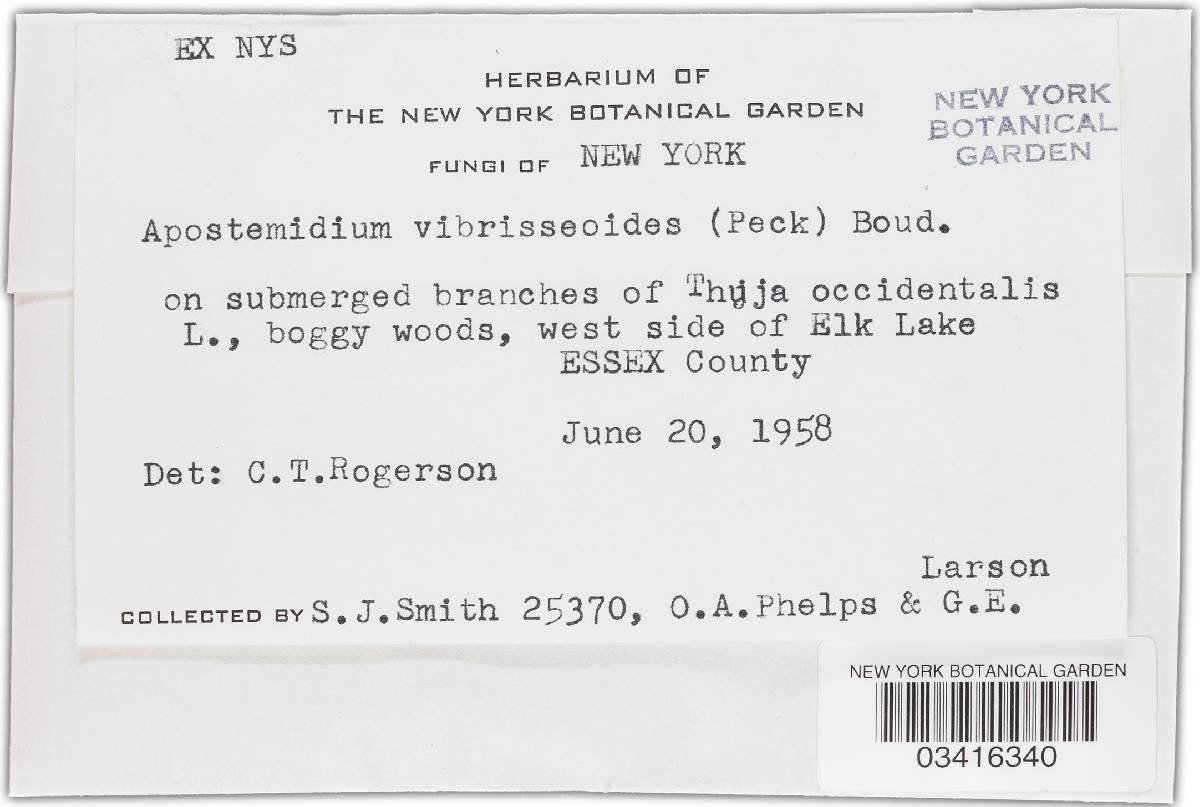 EX NYS
HERBARIUM OF
THE NEW YORK BOTANICAL GARDEN
FUNGI OF NEW YORK
NEW YORK
BOTANICAL
GARDEN
Apostemidium vibrisseoides (Peck) Boud.
on submerged branches of Thuja occidentalis
L., boggy woods, west side of Elk Lake
ESSEX County
June 20, 1958
Det: C.T.Rogerson
Larson
COLLECTED BY S.J.Smith 25370, O.A.Phelps & G.E.
NEW YORK BOTANICAL GARDEN
03416340